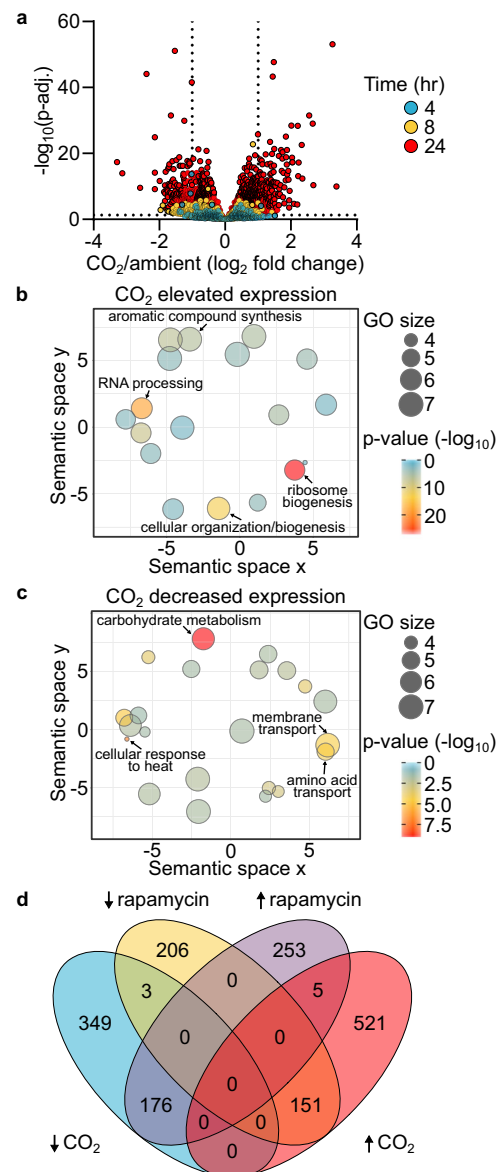 a
60
40
20
0
-log10(p-adj.)
-4
-2
0
2
4
CO2/ambient (log2 fold change)
Time (hr)
4
8
24
b
CO2 elevated expression
aromatic compound synthesis
RNA processing
ribosome
biogenesis
cellular organization/biogenesis
5
0
-5
Semantic space y
-5
0
5
Semantic space x
GO size
4
5
6
7
p-value (-log10)
0
10
20
c
CO2 decreased expression
carbohydrate metabolism
membrane
transport
cellular response
to heat
amino acid
transport
5
0
-5
Semantic space y
-5
0
5
Semantic space x
GO size
4
5
6
7
p-value (-log10)
0
2.5
5.0
7.5
d
↓ rapamycin
↑ rapamycin
206
253
3
0
5
349
521
0
0
0
176
151
0
0
0
↓ CO2
↑ CO2